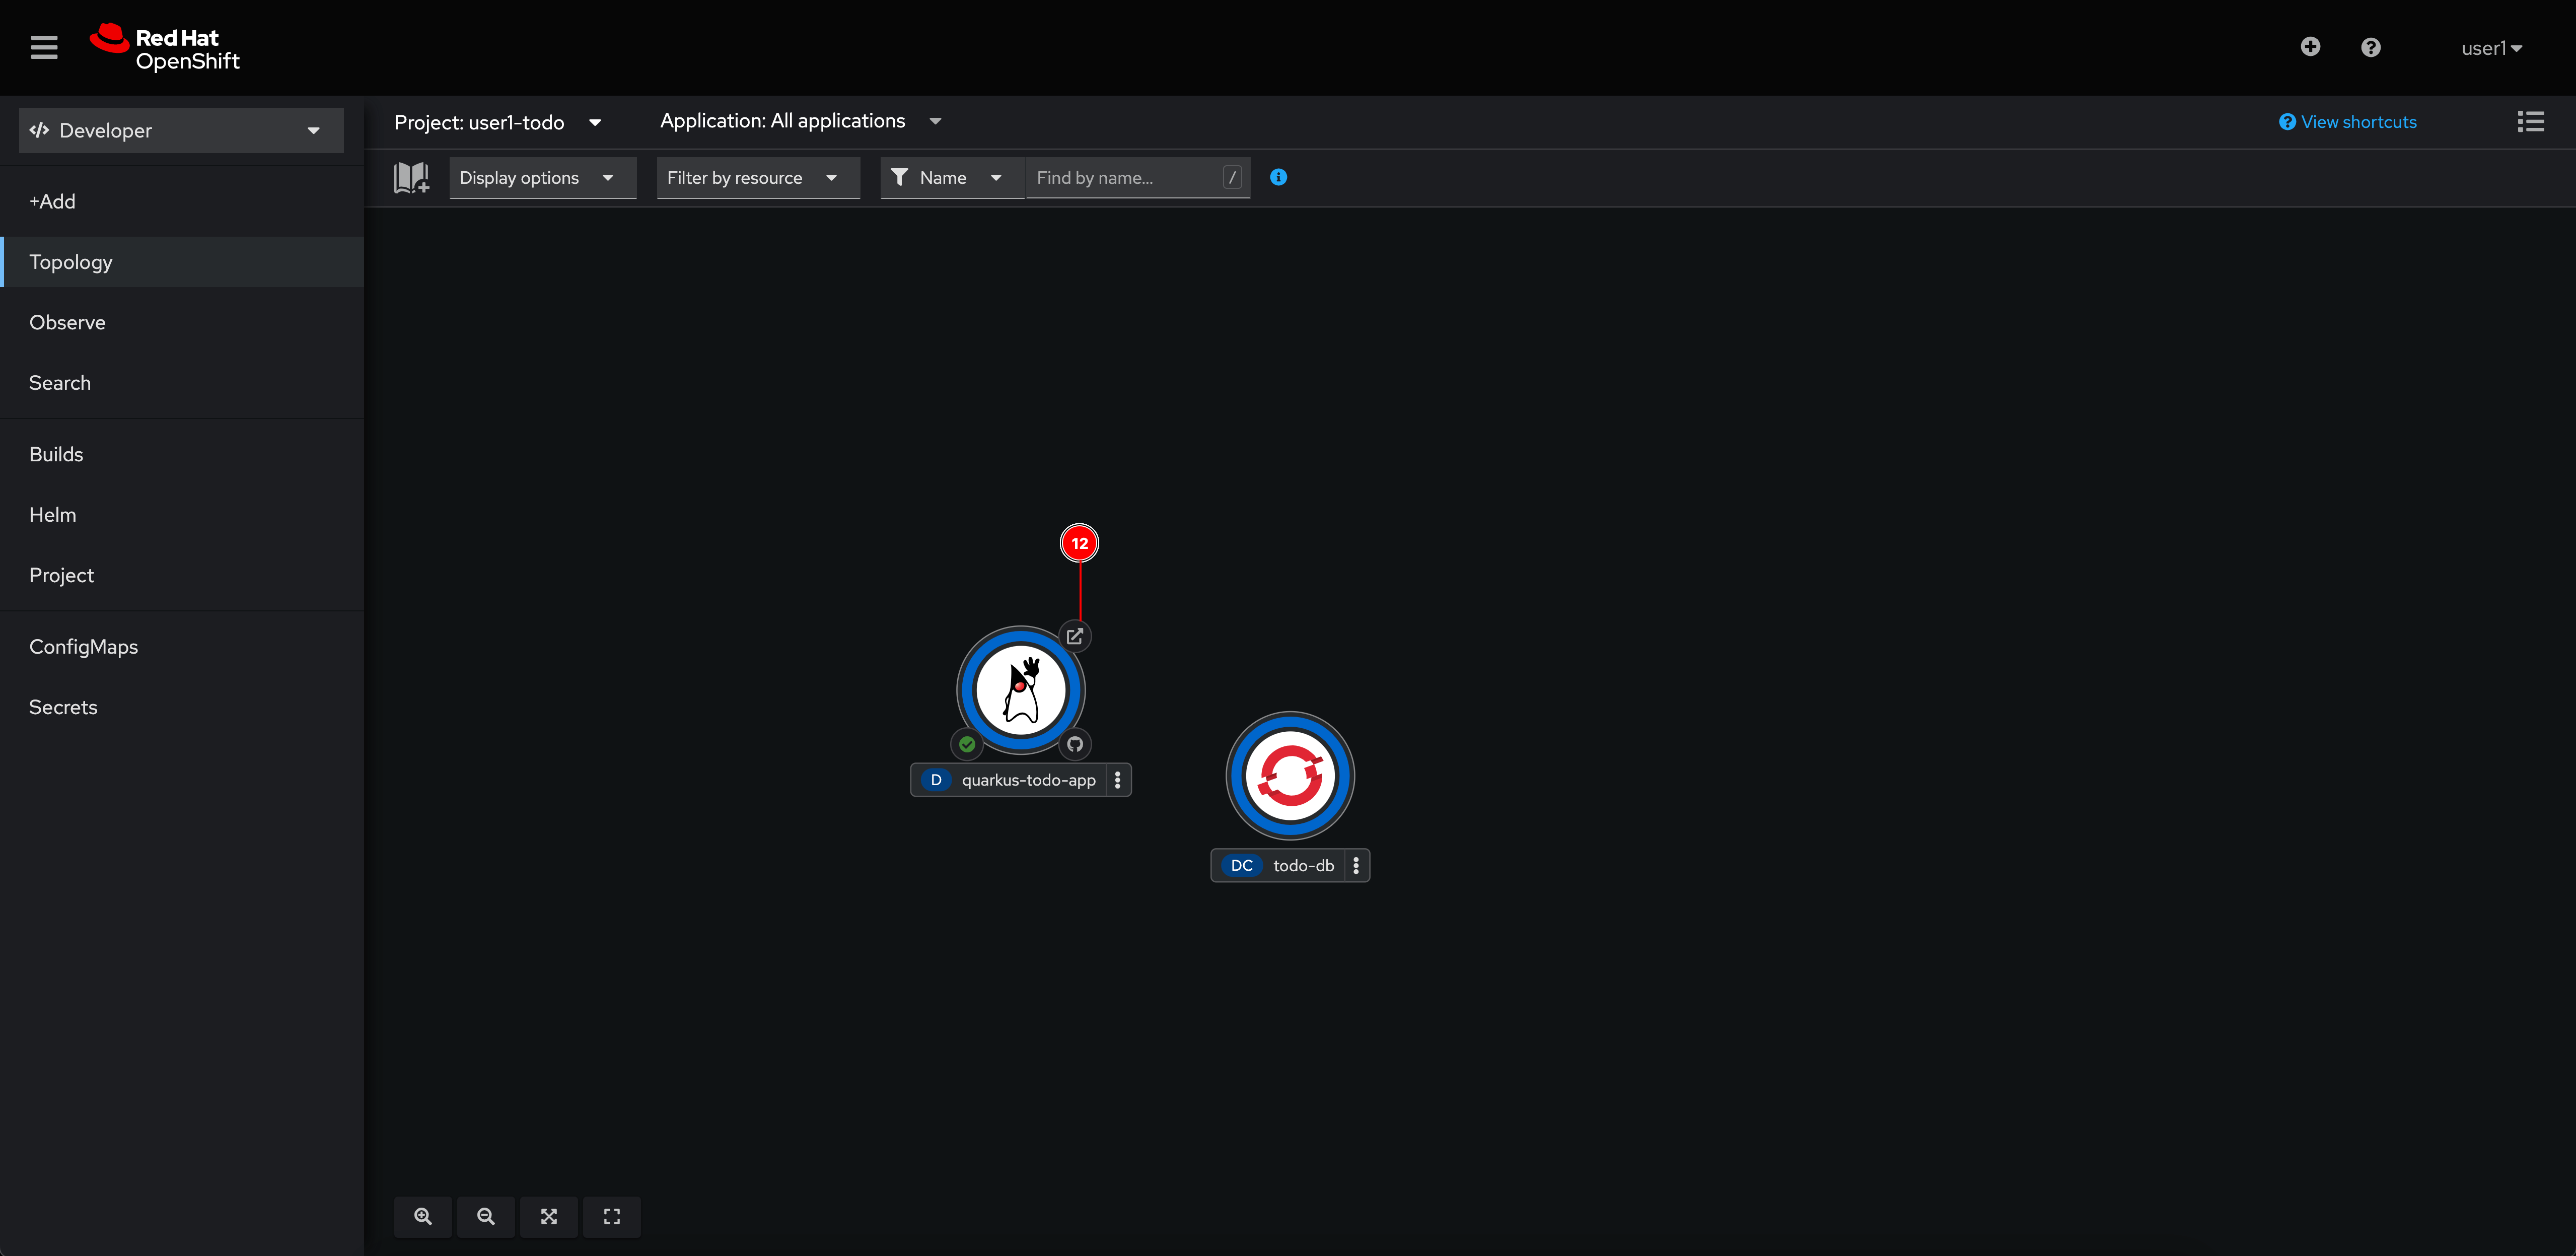 Red Hat
OpenShift
user1
Developer
Project: user1-todo
Application: All applications
View shortcuts
Display options
Filter by resource
Name
Find by name...
/
+Add
Topology
Observe
Search
Builds
Helm
Project
ConfigMaps
Secrets
12
D quarkus-todo-app
DC todo-db